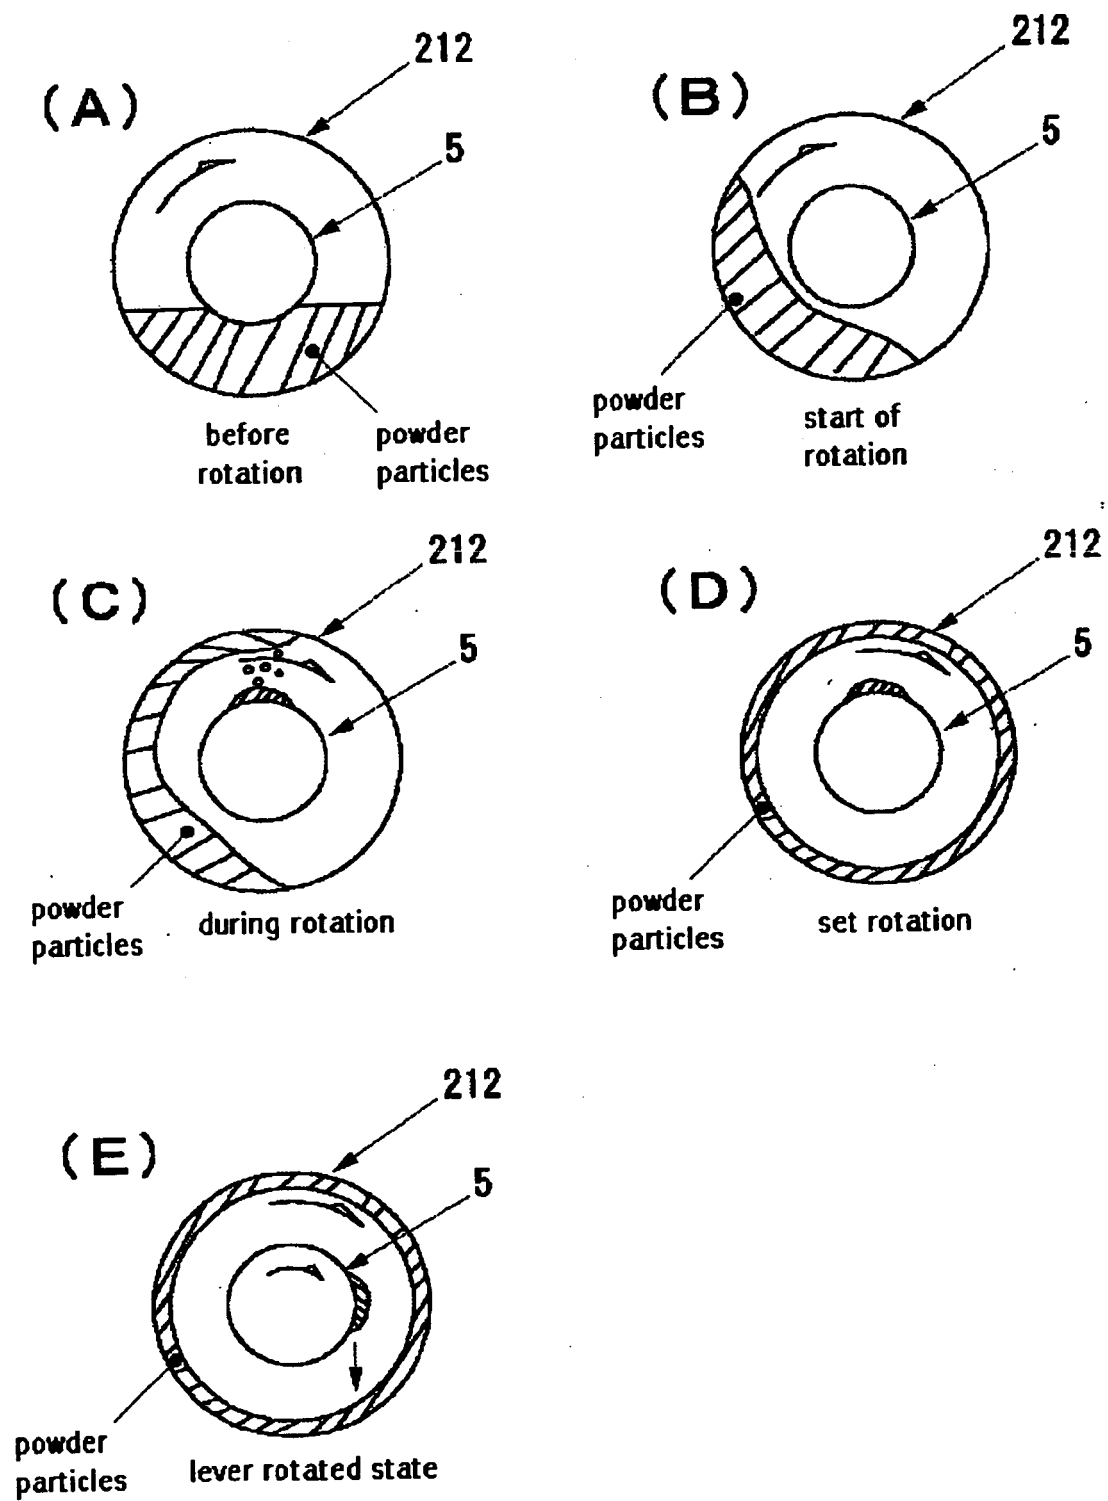 (A)
212
5
before
rotation
powder
particles
(B)
212
5
powder
particles
start of
rotation
(C)
212
5
powder
particles
during rotation
(D)
212
5
powder
particles
set rotation
(E)
212
5
powder
particles
lever rotated state